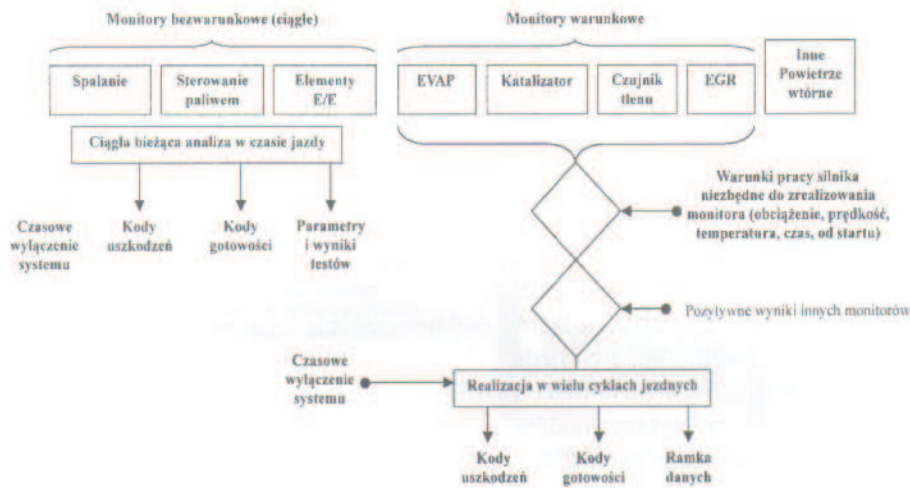 Monitory bezwarunkowe (ciągłe)
Monitory warunkowe
Spalanie
Sterowanie
paliwem
Elementy
E/E
EVAP
Katalizator
Czujnik
tlenu
EGR
Inne
Powietrze
wtórne
Ciągła bieżąca analiza w czasie jazdy
Czasowe
wyłączenie
systemu
Kody
uszkodzeń
Kody
gotowości
Parametry
i wyniki
testów
Warunki pracy silnika
niezbędne do zrealizowania
monitora (obciążenie, prędkość,
temperatura, czas, od startu)
Pozytywne wyniki innych monitorów
Czasowe
wyłączenie
systemu
Realizacja w wielu cyklach jezdnych
Kody
uszkodzeń
Kody
gotowości
Ramka
danych